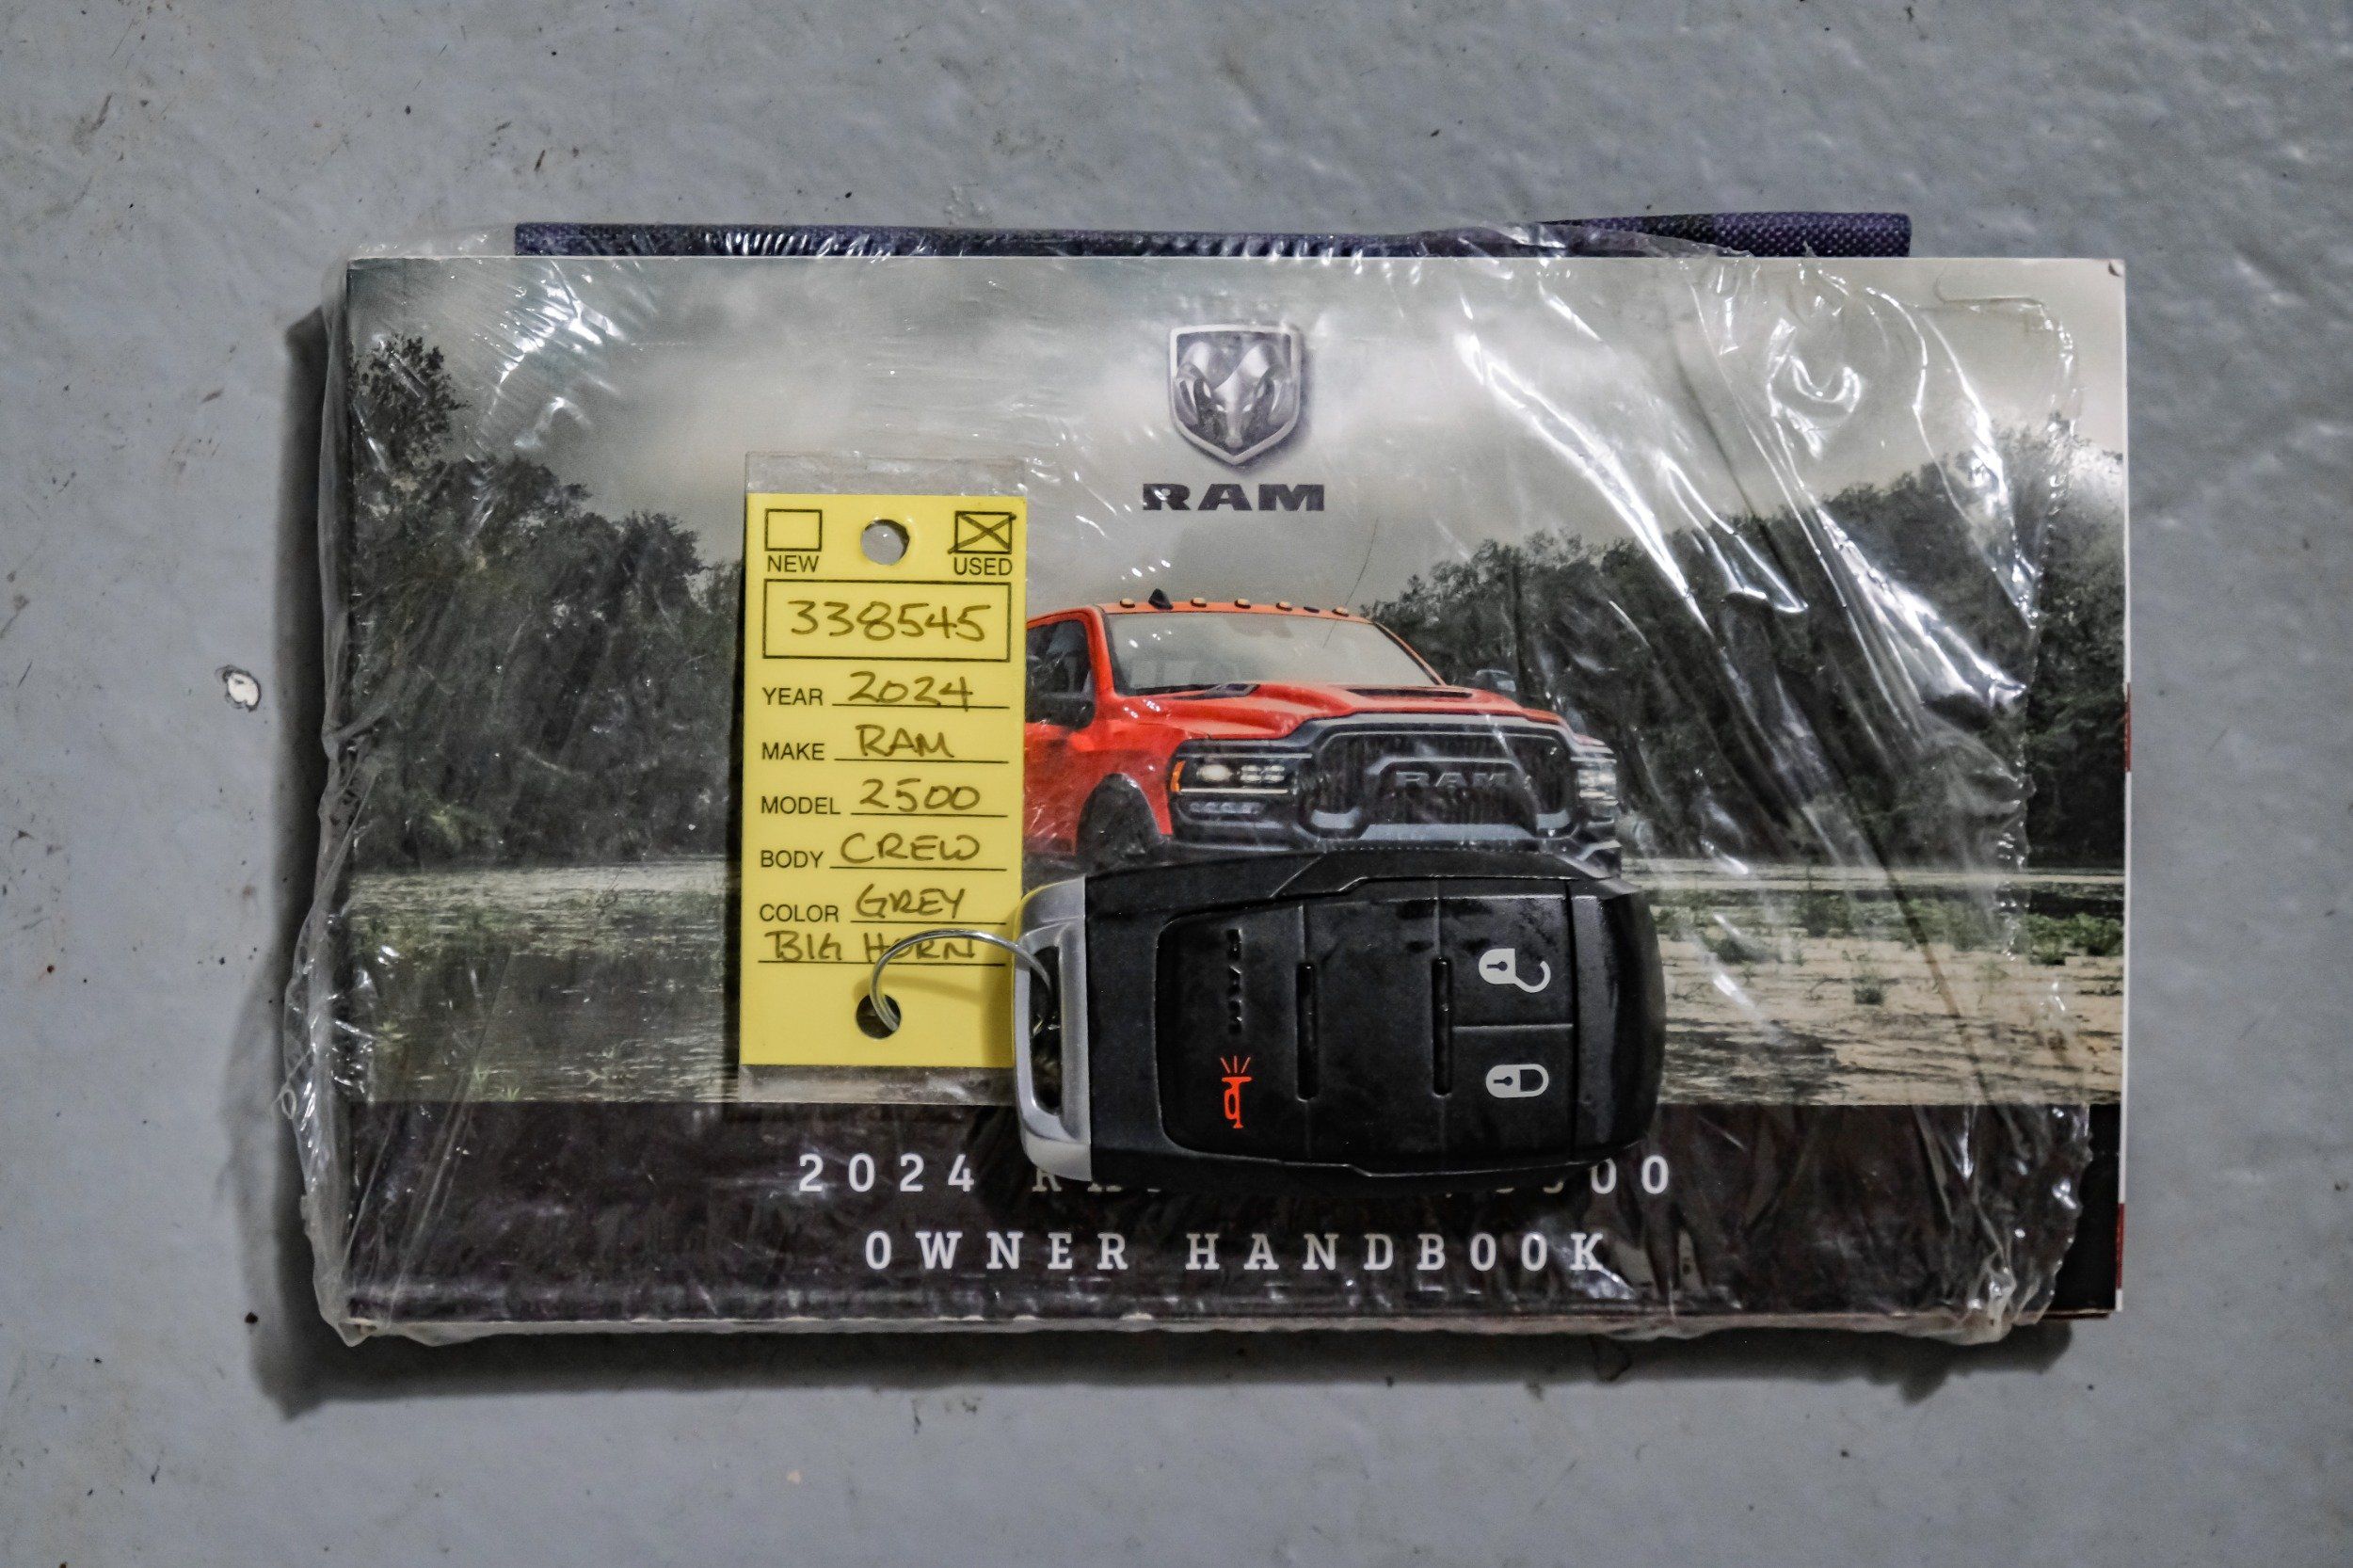 RAM
NEW USED
338545
YEAR 2024
MAKE RAM
MODEL 2500
BODY CREW
COLOR GREY
BIG HORN
RAM
RAM
2024
OWNER HANDBOOK